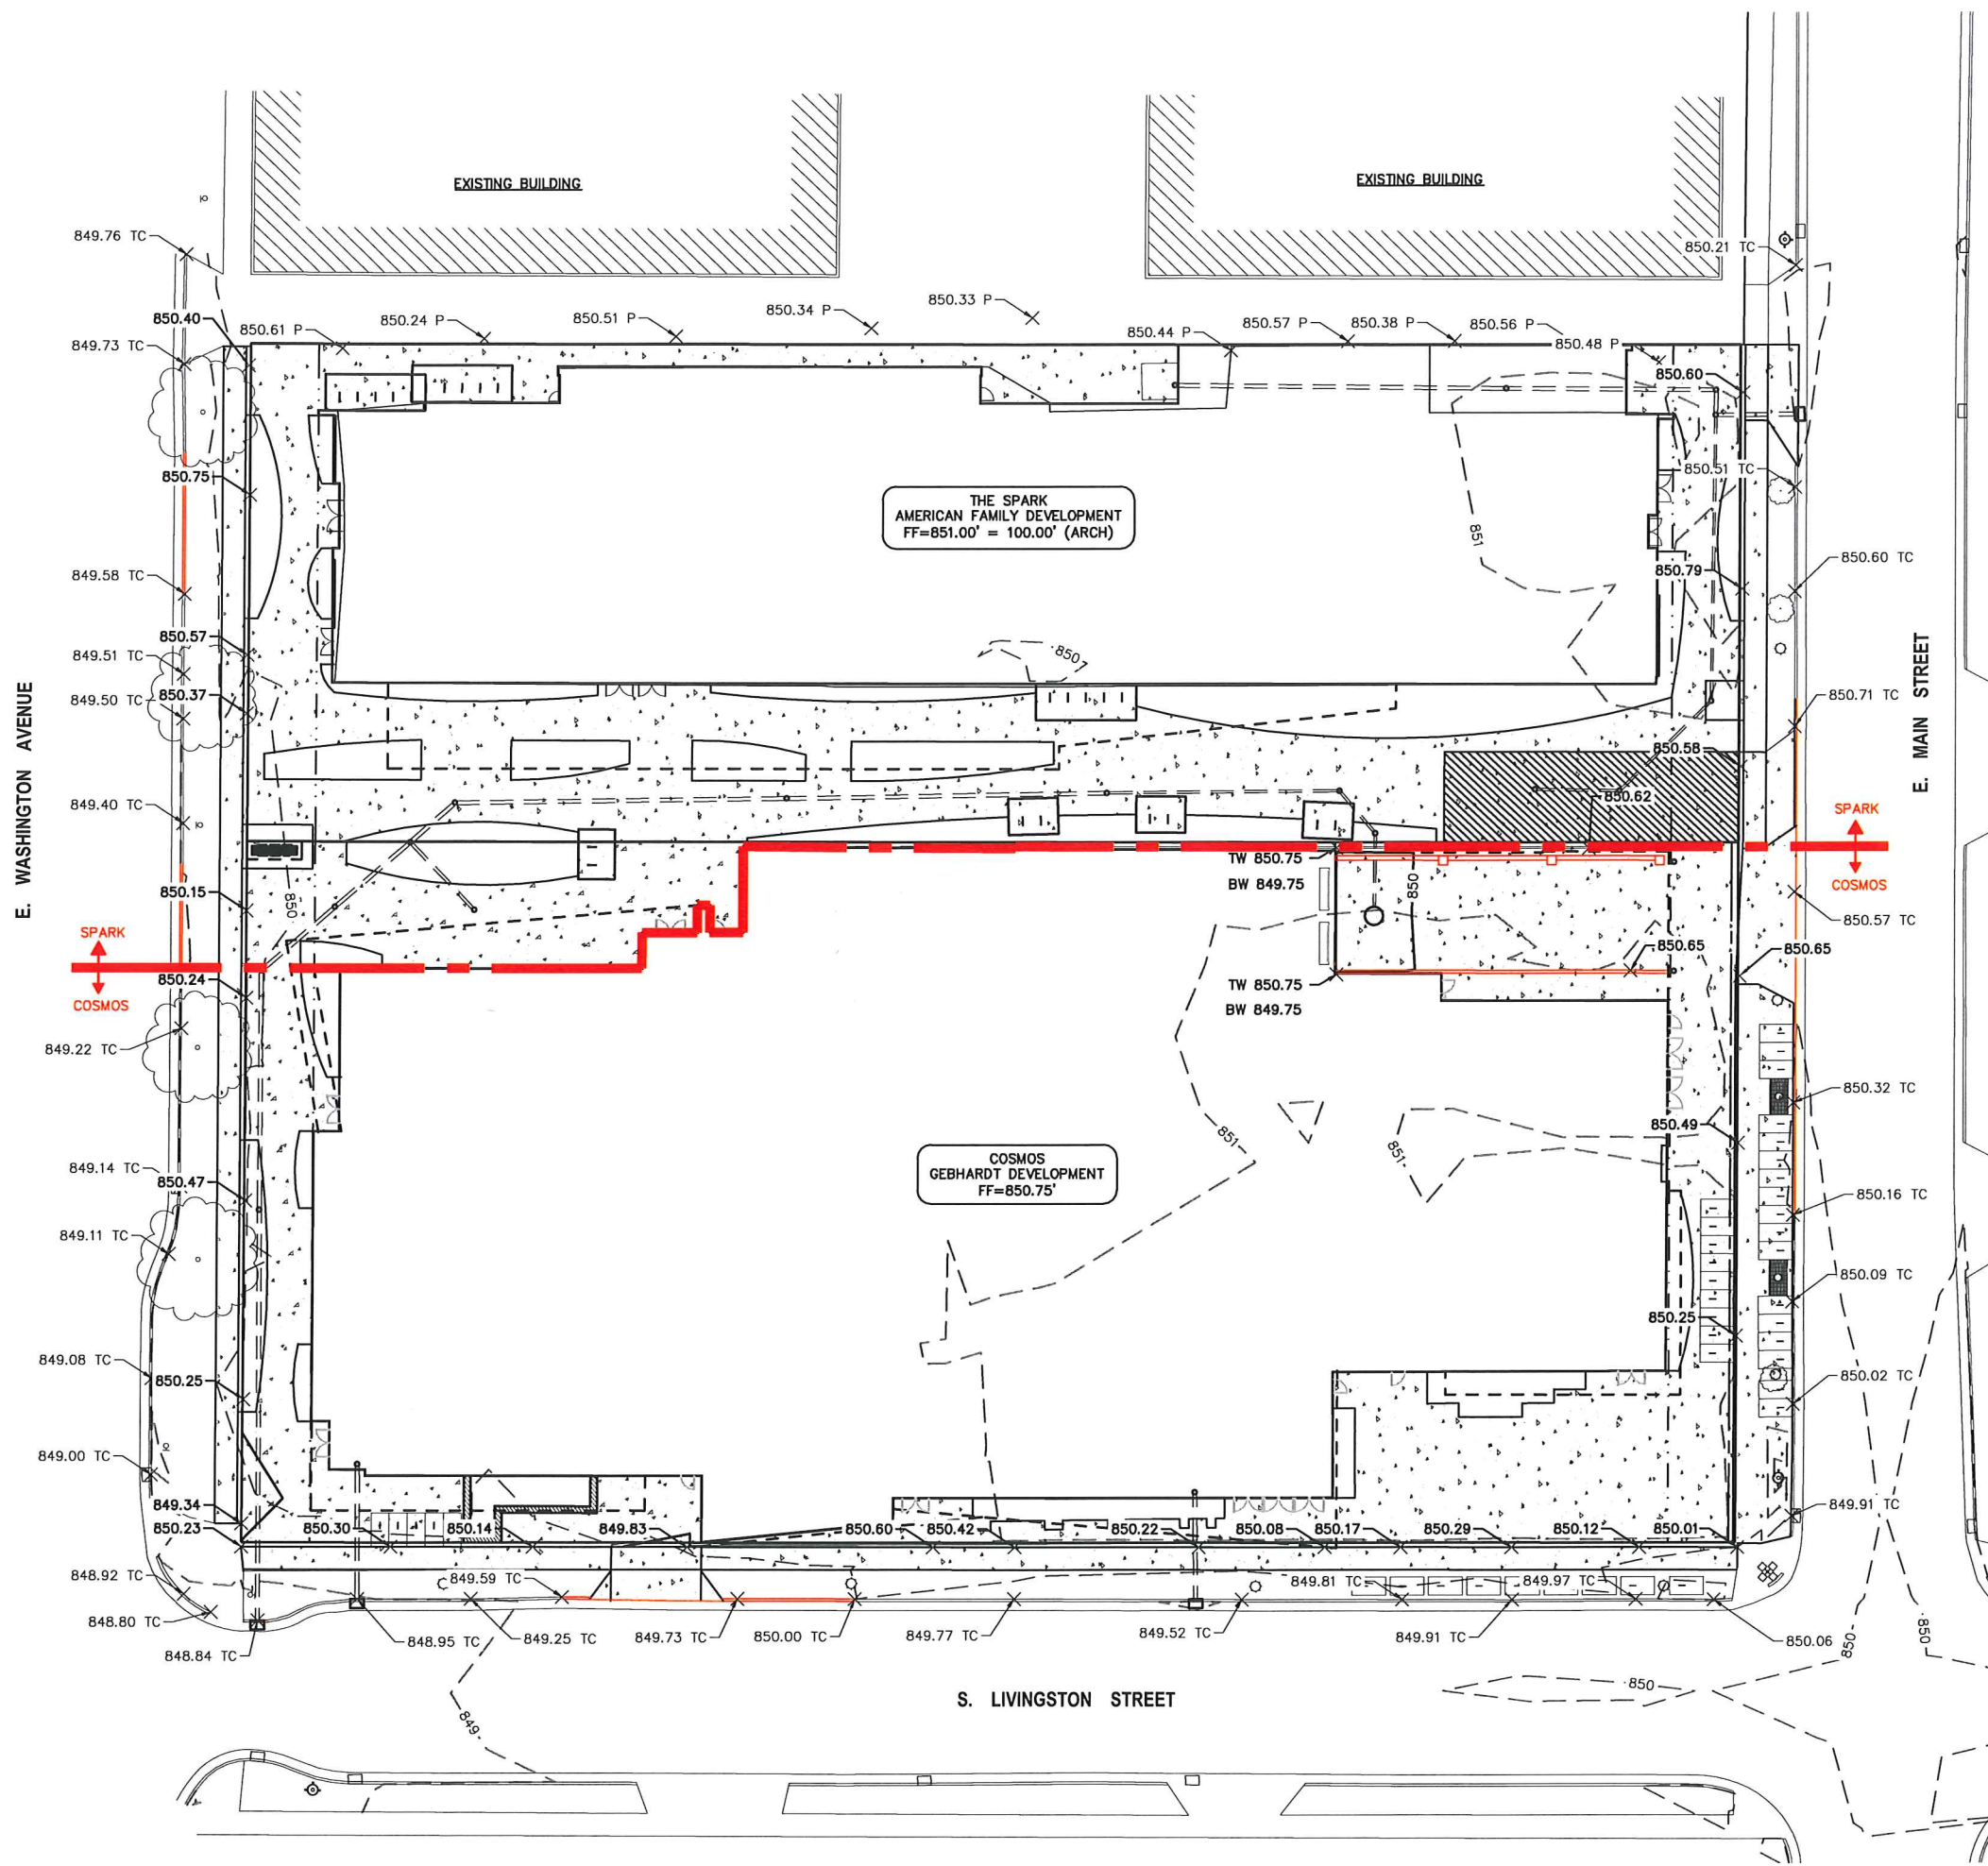 EXISTING BUILDING
EXISTING BUILDING
849.76 TC
850.21 TC
850.33 P
850.34 P
850.40
850.61 P
850.24 P
850.51 P
850.44 P
850.57 P
850.38 P
850.56 P
849.73 TC
850.48 P
850.60
850.75
850.51 TC
THE SPARK
AMERICAN FAMILY DEVELOPMENT
FF=851.00' = 100.00' (ARCH)
851
849.58 TC
850.79
850.60 TC
850.57
849.51 TC
850
849.50 TC
850.37
850.71 TC
E. WASHINGTON AVENUE
E. MAIN STREET
850.58
850.62
849.40 TC
SPARK
COSMOS
TW 850.75
BW 849.75
850
850.15
850
850.57 TC
SPARK
COSMOS
850.65
850.65
850.24
TW 850.75
BW 849.75
849.22 TC
850.32 TC
850.49
851
851
849.14 TC
850.47
COSMOS
GEBHARDT DEVELOPMENT
FF=850.75'
850.16 TC
849.11 TC
850.09 TC
850.25
849.08 TC
850.25
850.02 TC
849.00 TC
849.34
849.91 TC
850.23
850.30
850.14
849.83
850.60
850.42
850.22
850.08
850.17
850.29
850.12
850.01
848.92 TC
849.59 TC
849.81 TC
849.97 TC
848.80 TC
848.84 TC
848.95 TC
849.25 TC
849.73 TC
850.00 TC
849.77 TC
849.52 TC
849.91 TC
850.06
850
850
849
S. LIVINGSTON STREET
850